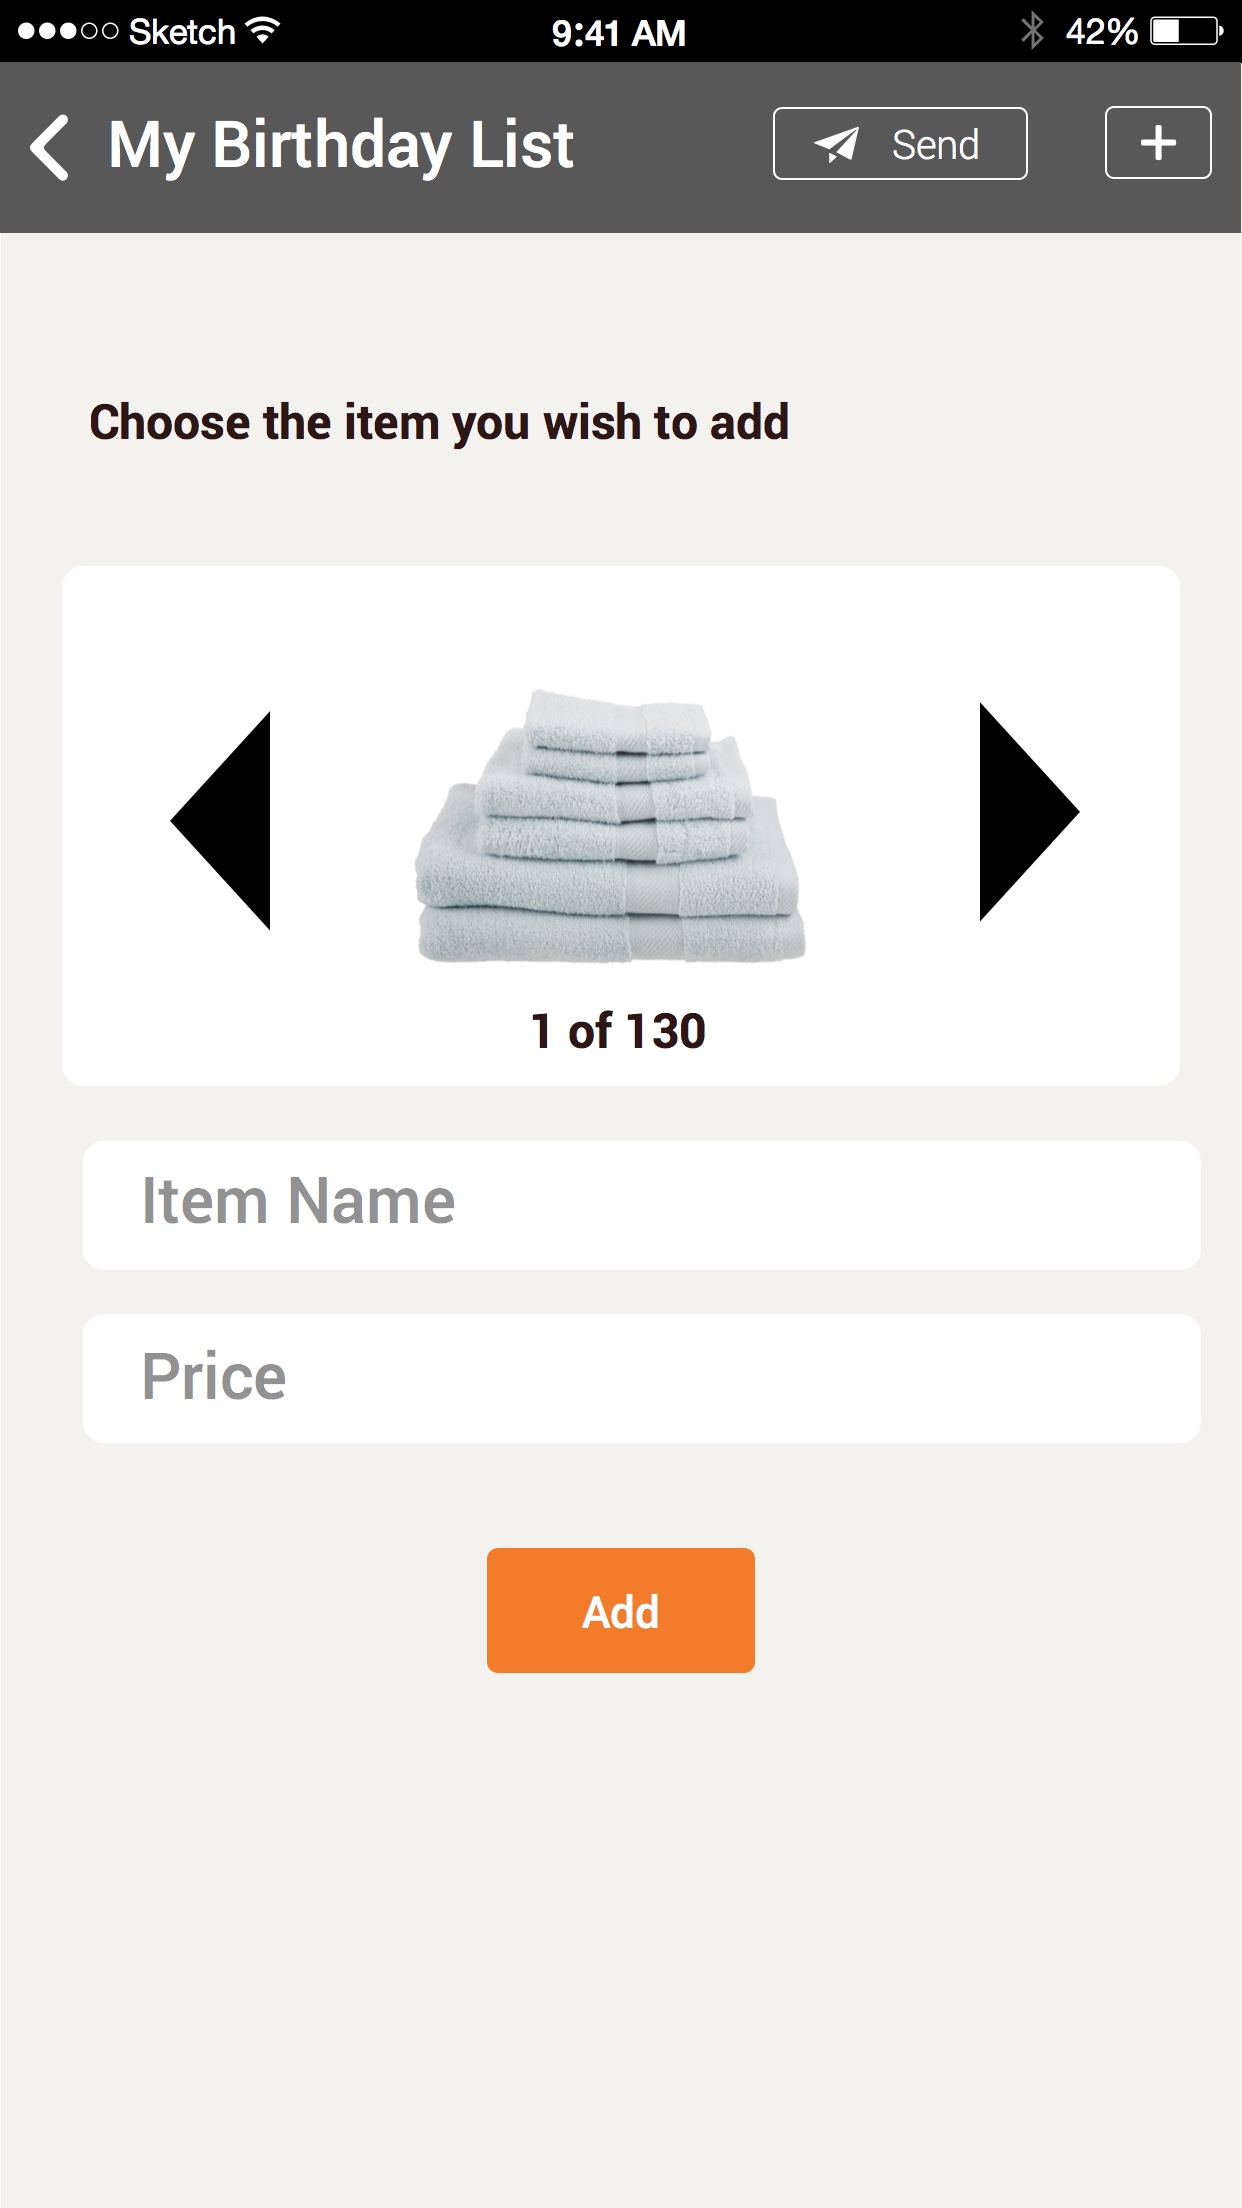 Sketch 9:41 AM 42%
My Birthday List Send
Choose the item you wish to add
1 of 130
Item Name
Price
Add